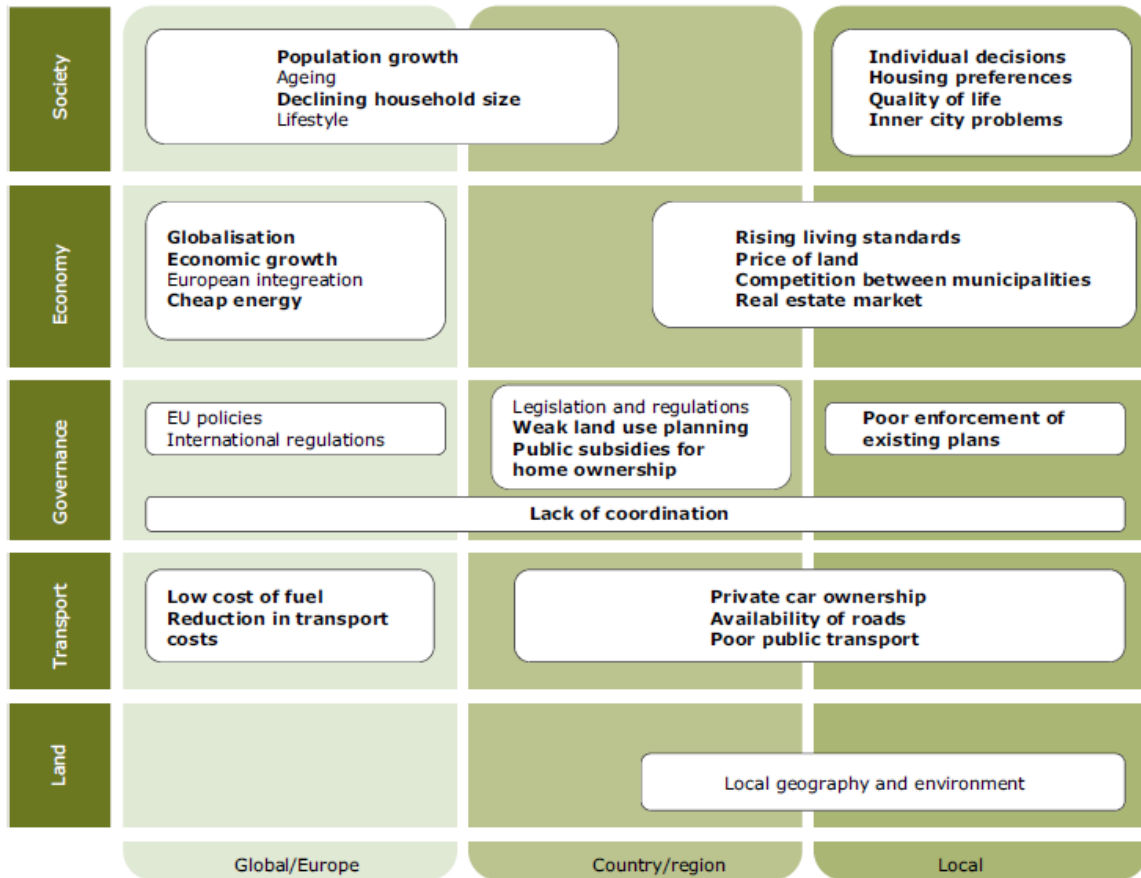 Society
Population growth
Ageing
Declining household size
Lifestyle
Individual decisions
Housing preferences
Quality of life
Inner city problems
Economy
Globalisation
Economic growth
European integreation
Cheap energy
Rising living standards
Price of land
Competition between municipalities
Real estate market
Governance
EU policies
International regulations
Legislation and regulations
Weak land use planning
Public subsidies for
home ownership
Poor enforcement of
existing plans
Lack of coordination
Transport
Low cost of fuel
Reduction in transport
costs
Private car ownership
Availability of roads
Poor public transport
Land
Local geography and environment
Global/Europe
Country/region
Local